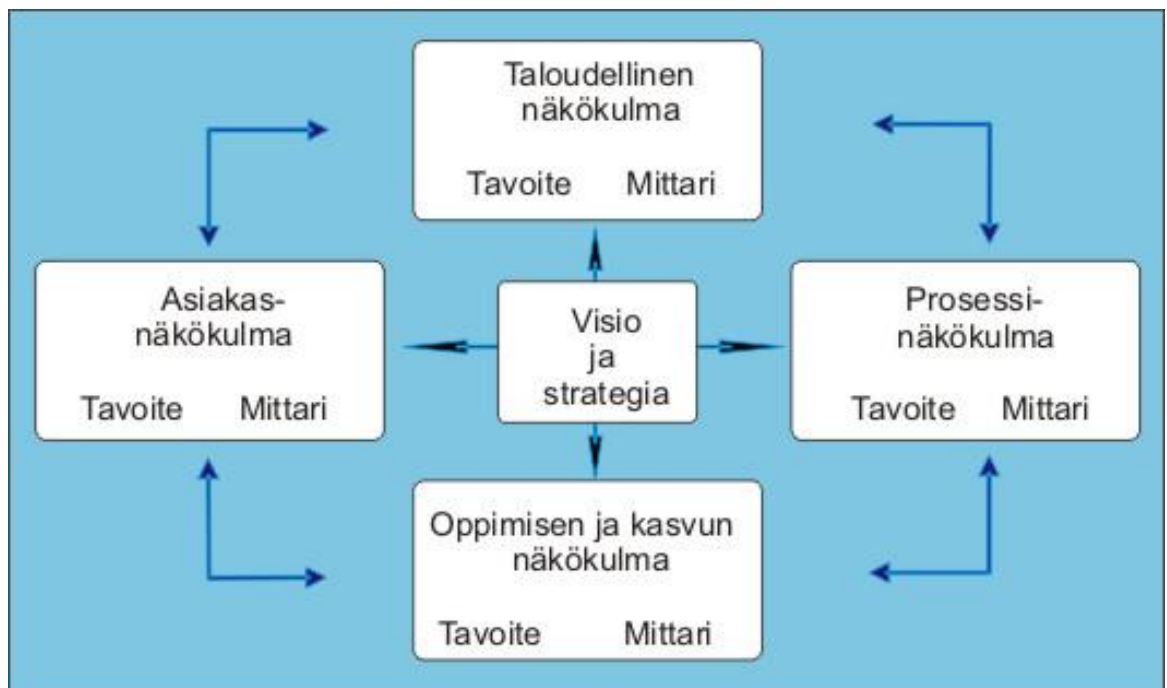 Taloudellinen
näkökulma
Tavoite Mittari
Asiakas-
näkökulma
Tavoite Mittari
Visio
ja
strategia
Prosessi-
näkökulma
Tavoite Mittari
Oppimisen ja kasvun
näkökulma
Tavoite Mittari